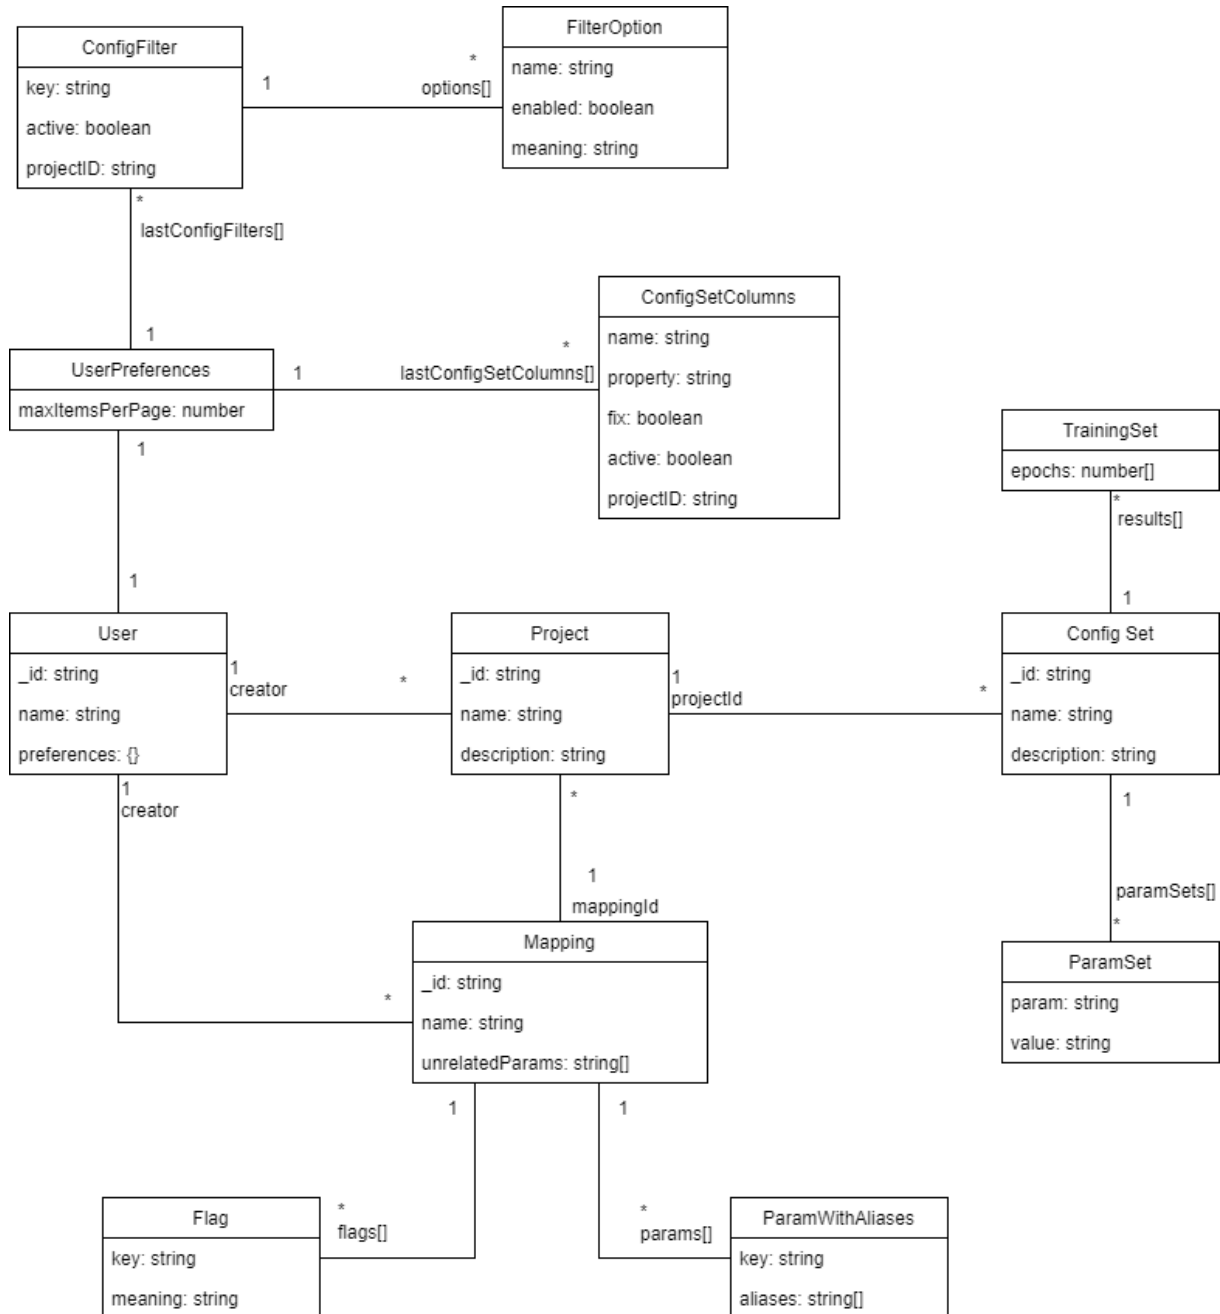 ConfigFilter
key: string
active: boolean
projectID: string
1
*
options[]
FilterOption
name: string
enabled: boolean
meaning: string
*
lastConfigFilters[]
1
UserPreferences
maxItemsPerPage: number
1
*
lastConfigSetColumns[]
ConfigSetColumns
name: string
property: string
fix: boolean
active: boolean
projectID: string
1
1
TrainingSet
epochs: number[]
*
results[]
1
User
_id: string
name: string
preferences: {}
1
creator
*
Project
_id: string
name: string
description: string
1
projectId
*
Config Set
_id: string
name: string
description: string
1
creator
*
*
1
mappingId
1
paramSets[]
*
Mapping
_id: string
name: string
unrelatedParams: string[]
ParamSet
param: string
value: string
1
1
*
flags[]
*
params[]
Flag
key: string
meaning: string
ParamWithAliases
key: string
aliases: string[]